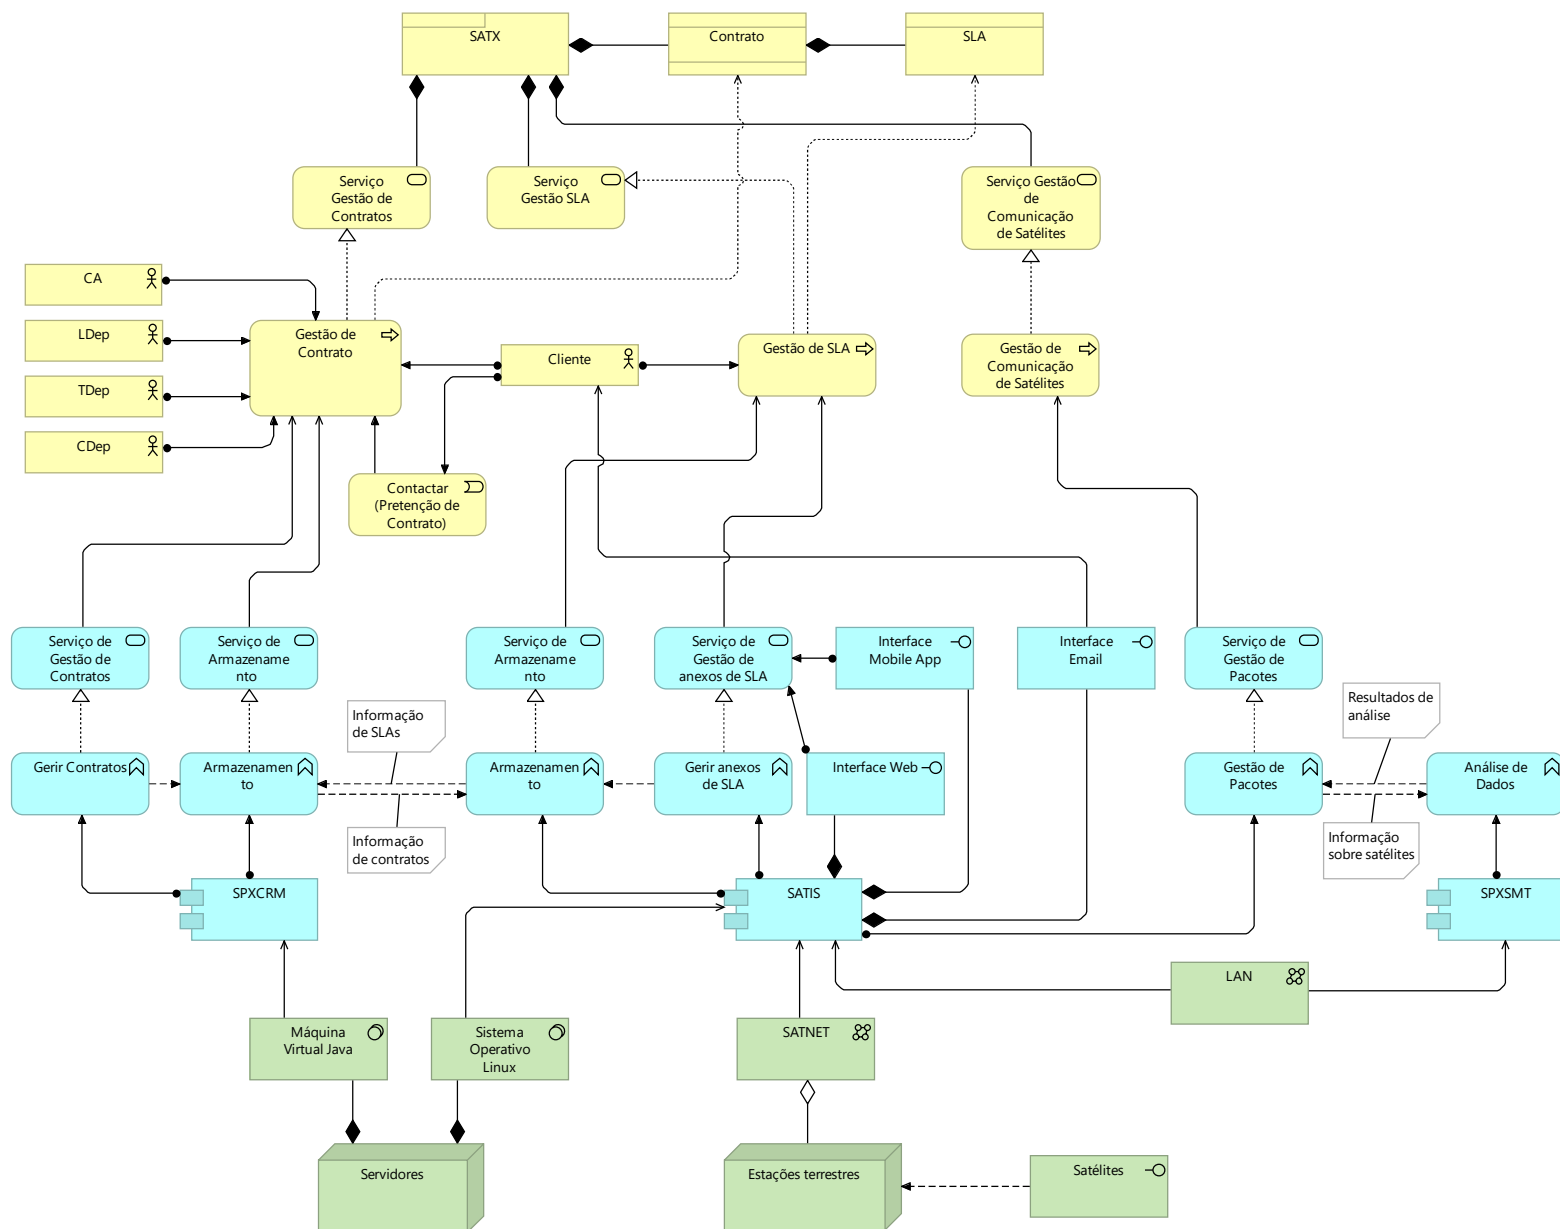 SATX
Contrato
SLA
Serviço
Gestão de
Contratos
Serviço
Gestão SLA
Serviço Gestão
de
Comunicação
de Satélites
CA
LDep
TDep
CDep
Gestão de
Contrato
Cliente
Gestão de SLA
Gestão de
Comunicação
de Satélites
Contactar
(Pretenção de
Contrato)
Serviço de
Gestão de
Contratos
Serviço de
Armazename
nto
Serviço de
Armazename
nto
Serviço de
Gestão de
anexos de SLA
Interface
Mobile App
Interface
Email
Serviço de
Gestão de
Pacotes
Informação
de SLAs
Resultados de
análise
Gerir Contratos
Armazenamen
to
Armazenamen
to
Gerir anexos
de SLA
Interface Web
Gestão de
Pacotes
Análise de
Dados
Informação
de contratos
Informação
sobre satélites
SPXCRM
SATIS
SPXSMT
LAN
Máquina
Virtual Java
Sistema
Operativo
Linux
SATNET
Servidores
Estações terrestres
Satélites